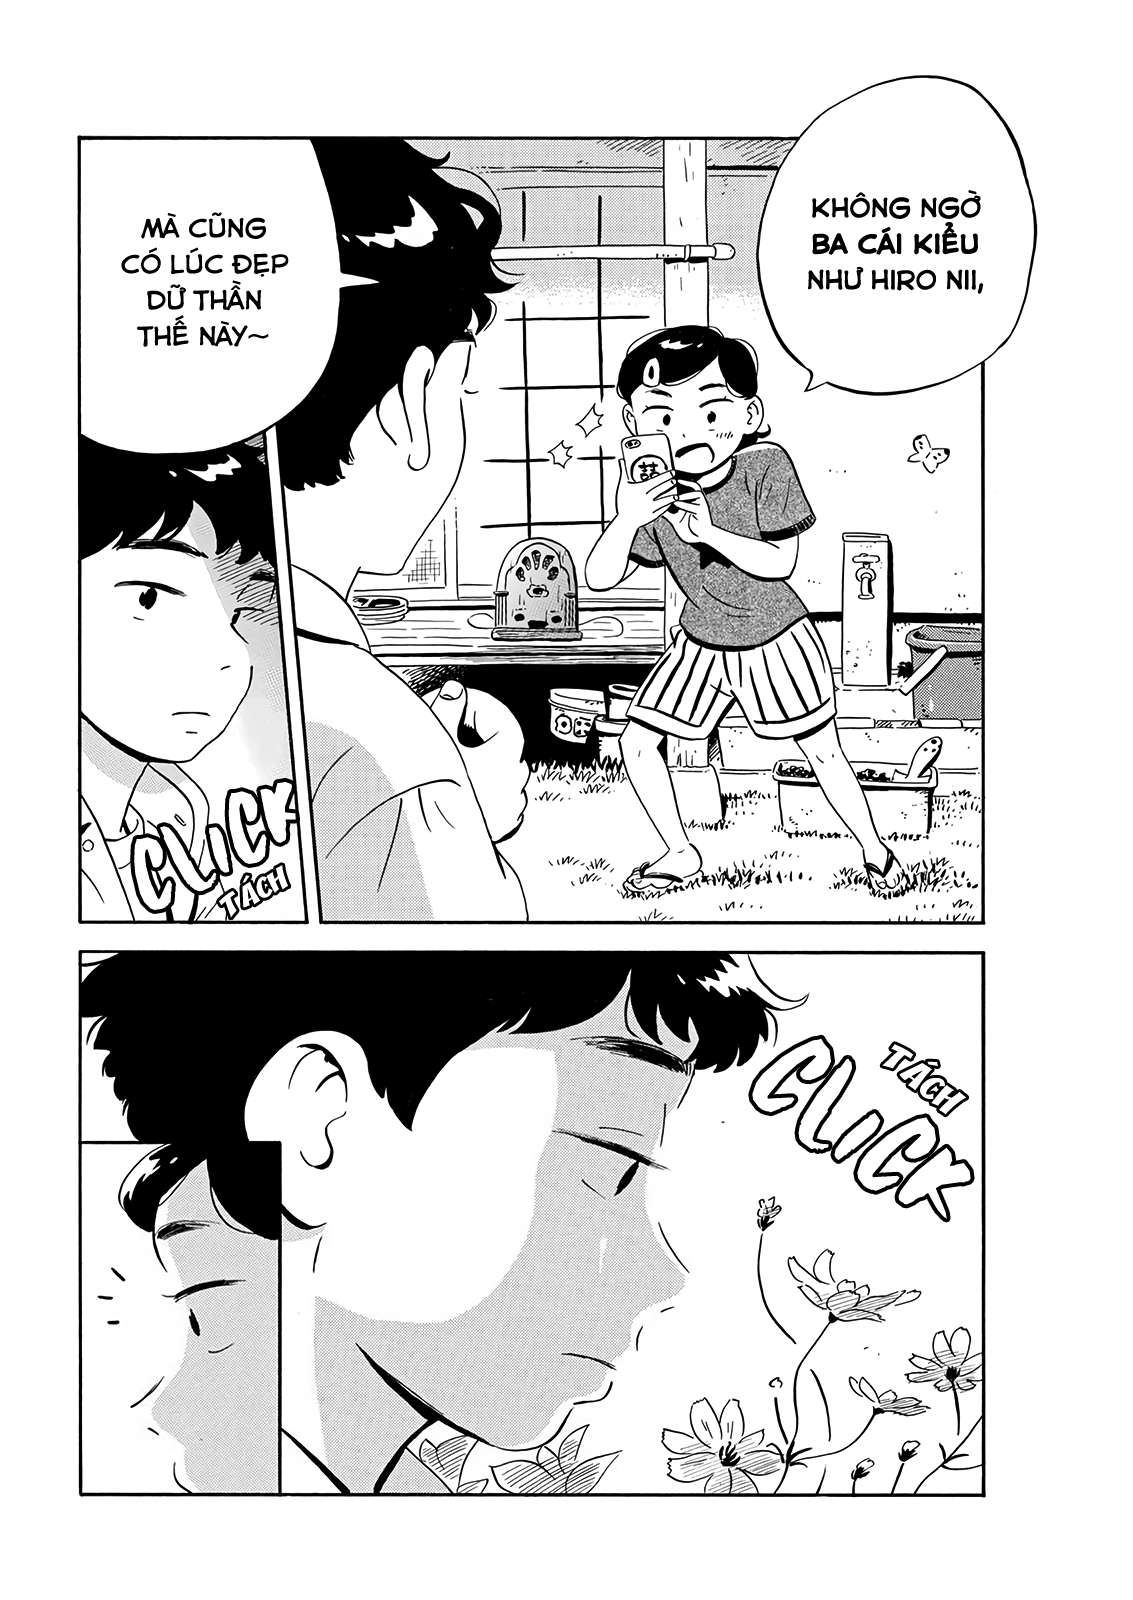 KHÔNG NGỜ
BA CÁI KIỂU
NHƯ HIRO NII,
MÀ CŨNG
CÓ LÚC ĐẸP
DỮ THẦN
THẾ NÀY~
囍
CLICK
TÁCH
TÁCH
CLICK